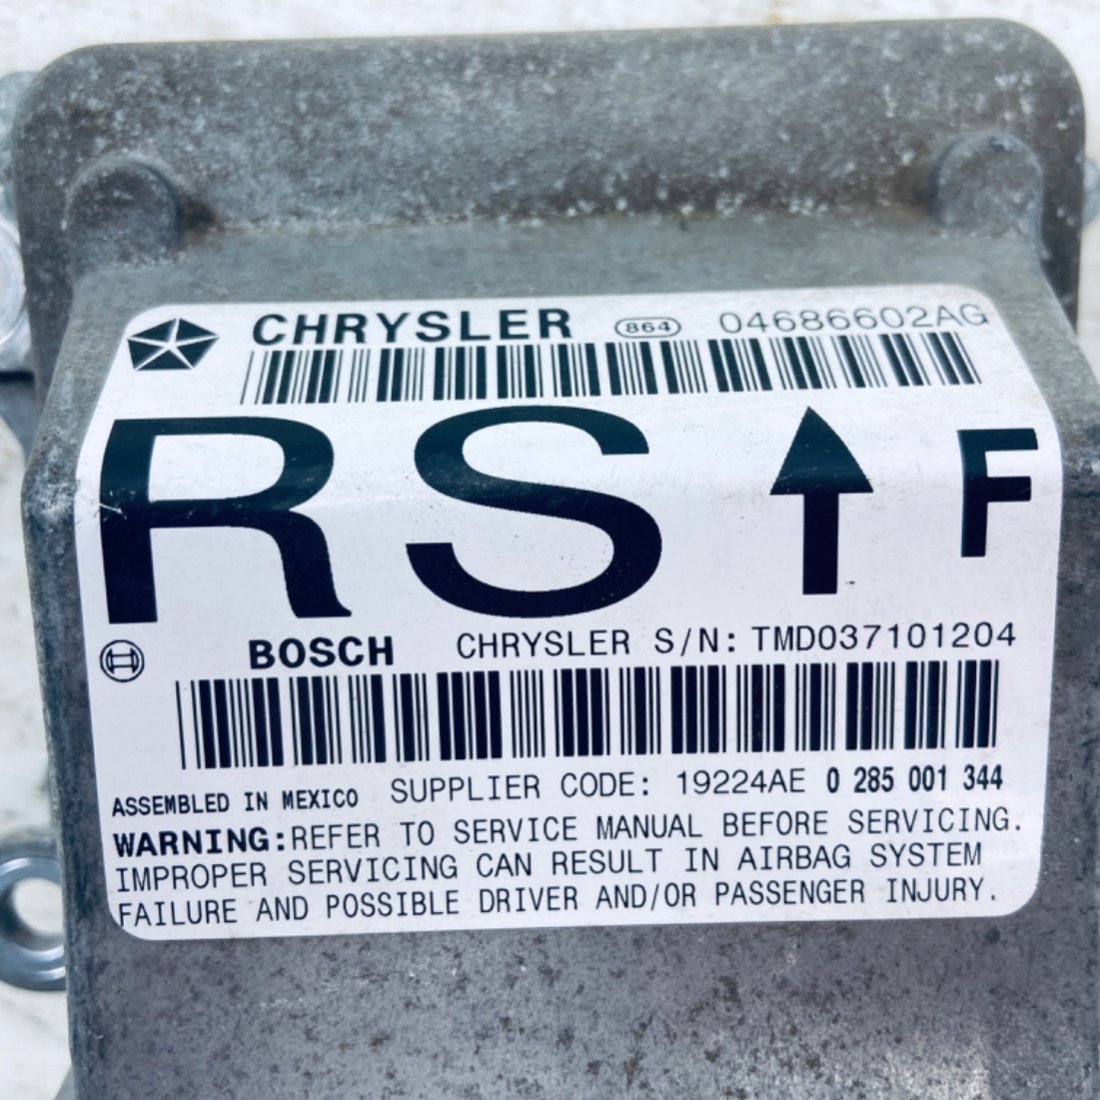 CHRYSLER 864 04686602AG
RS F
BOSCH CHRYSLER S/N: TMD037101204
ASSEMBLED IN MEXICO SUPPLIER CODE: 19224AE 0 285 001 344
WARNING:REFER TO SERVICE MANUAL BEFORE SERVICING.
IMPROPER SERVICING CAN RESULT IN AIRBAG SYSTEM
FAILURE AND POSSIBLE DRIVER AND/OR PASSENGER INJURY.